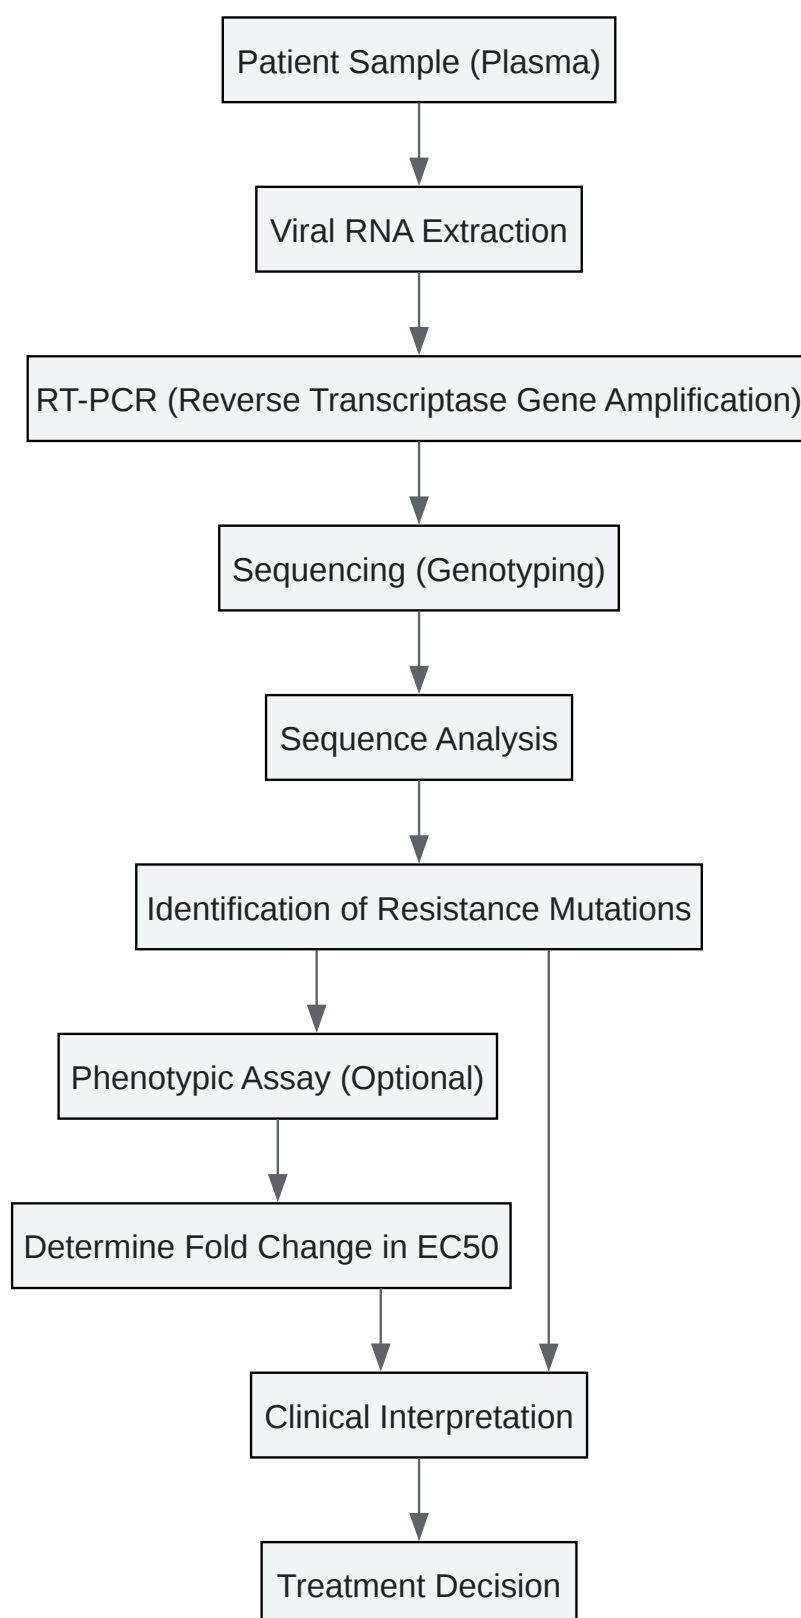 Patient Sample (Plasma)
Viral RNA Extraction
RT-PCR (Reverse Transcriptase Gene Amplification)
Sequencing (Genotyping)
Sequence Analysis
Identification of Resistance Mutations
Phenotypic Assay (Optional)
Determine Fold Change in EC50
Clinical Interpretation
Treatment Decision